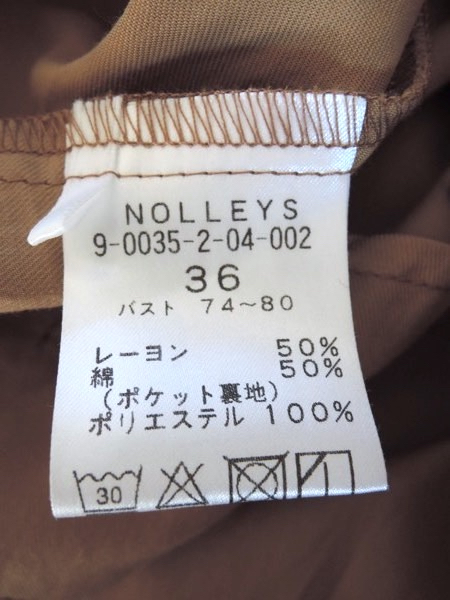 NOLLEYS
9-0035-2-04-002
36
バスト 74～80
レーヨン 50%
綿 50%
(ポケット裏地)
ポリエステル 100%
30